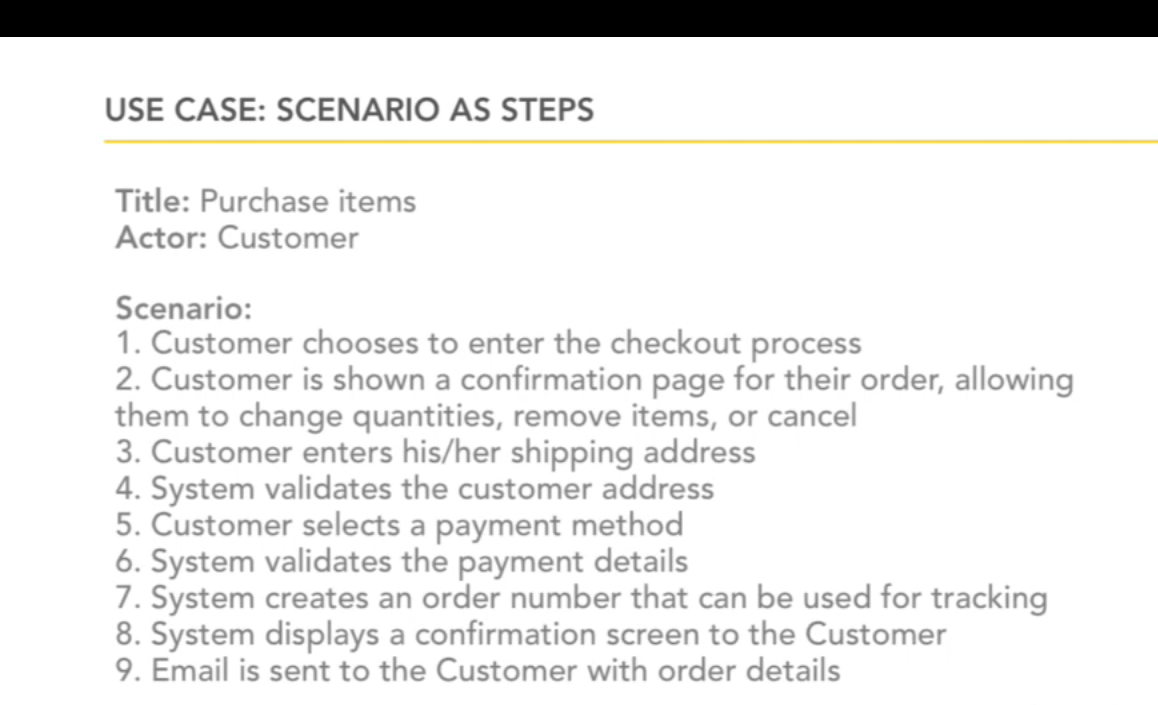 USE CASE: SCENARIO AS STEPS
Title: Purchase items
Actor: Customer
Scenario:
1. Customer chooses to enter the checkout process
2. Customer is shown a confirmation page for their order, allowing
them to change quantities, remove items, or cancel
3. Customer enters his/her shipping address
4. System validates the customer address
5. Customer selects a payment method
6. System validates the payment details
7. System creates an order number that can be used for tracking
8. System displays a confirmation screen to the Customer
9. Email is sent to the Customer with order details